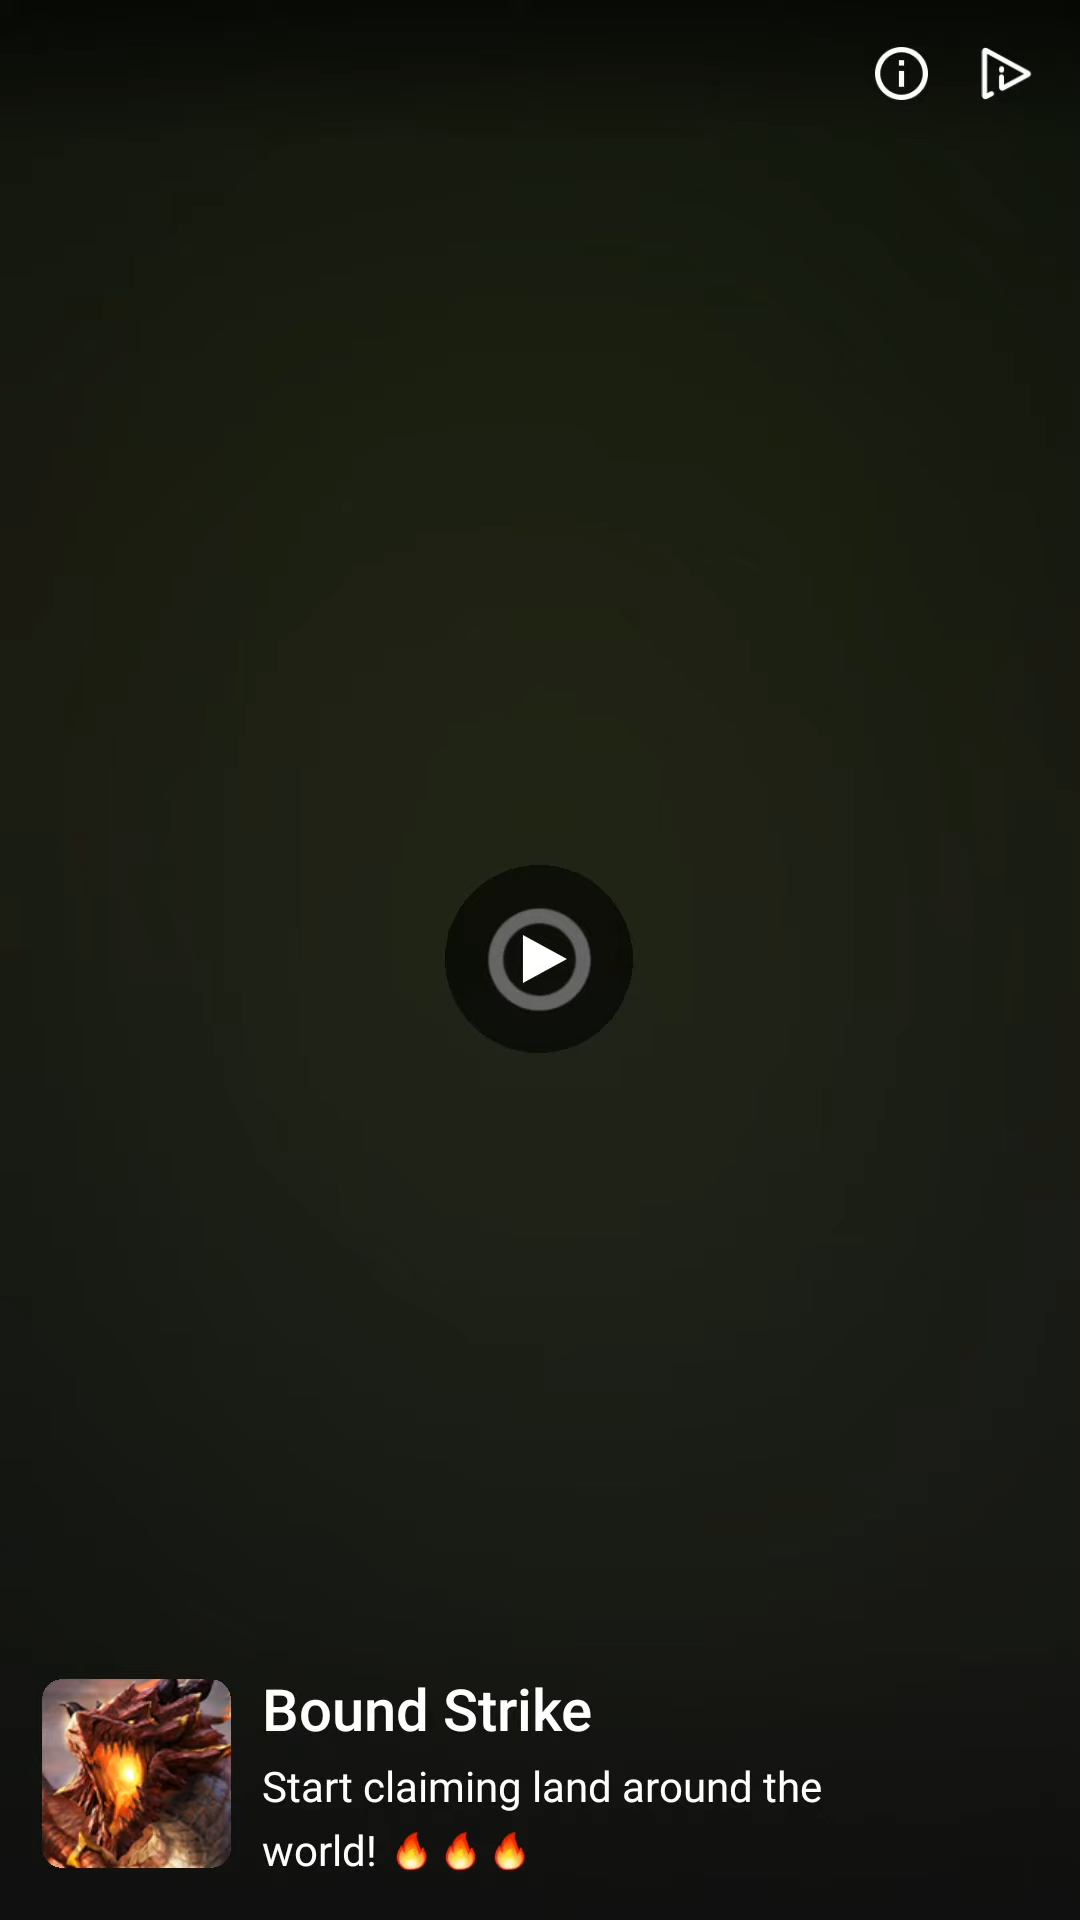 Bound Strike
Start claiming land around the
world! 🔥🔥🔥